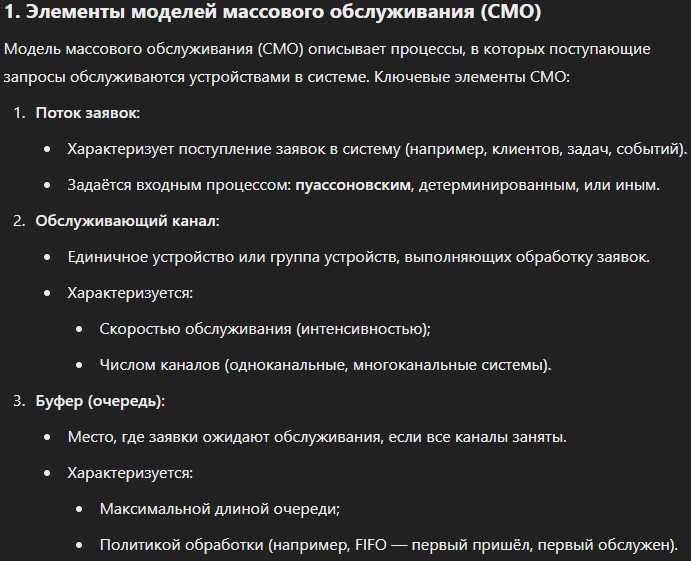 1. Элементы моделей массового обслуживания (СМО)
Модель массового обслуживания (СМО) описывает процессы, в которых поступающие
запросы обслуживаются устройствами в системе. Ключевые элементы СМО:
1. Поток заявок:
• Характеризует поступление заявок в систему (например, клиентов, задач, событий).
• Задаётся входным процессом: пуассоновским, детерминированным, или иным.
2. Обслуживающий канал:
• Единичное устройство или группа устройств, выполняющих обработку заявок.
• Характеризуется:
• Скоростью обслуживания (интенсивностью);
• Числом каналов (одноканальные, многоканальные системы).
3. Буфер (очередь):
• Место, где заявки ожидают обслуживания, если все каналы заняты.
• Характеризуется:
• Максимальной длиной очереди;
• Политикой обработки (например, FIFO — первый пришёл, первый обслужен).